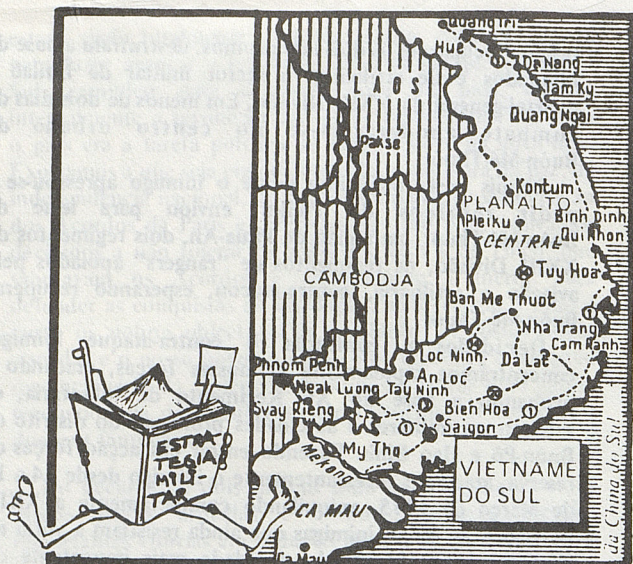 Quang Tri
Hue
Da Nang
Tam Ky
L O S
Quang Ngai
Paksé
Kontum
PLANALTO
Pleiku
Binh Dinh
CENTRAL
Qui Nhon
Tuy Hoa
CAMBODJA
Ban Me Thuot
Nha Trang
Cam Ranh
Loc Ninh
Da Lat
Phnom Penh
An Loc
Neak Luong
Tay Ninh
Svay Rieng
Bien Hoa
Saigon
My Tho
Mekong
VIETNAME
DO SUL
CA MAU
Ca Mau
da China do Sul
ESTRA
TEGIA
MILI
TAR